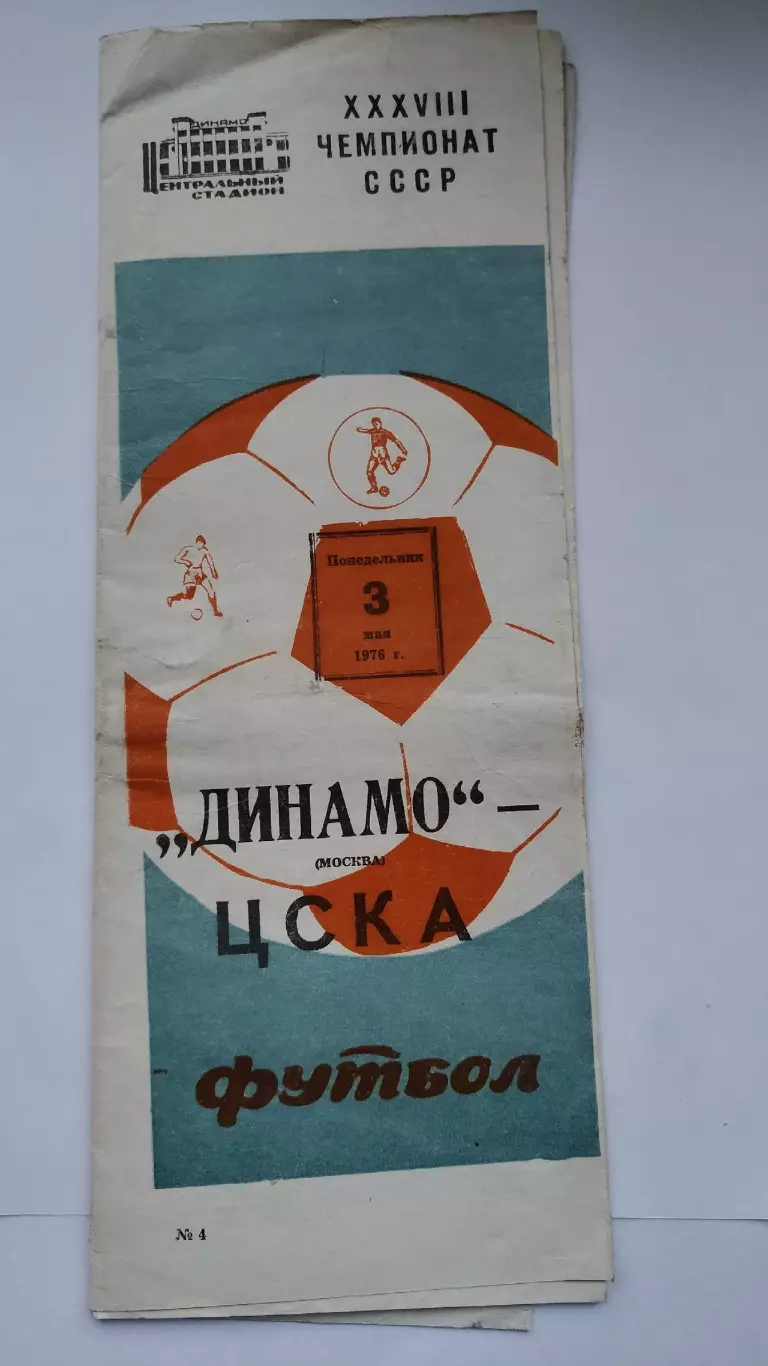 ДИНАМО
ЦЕНТРАЛЬНЫЙ
СТАДИОН
XXXVIII
ЧЕМПИОНАТ
СССР
Понедельник
3
мая
1976 г.
„ДИНАМО“ –
(МОСКВА)
ЦСКА
футбол
№ 4